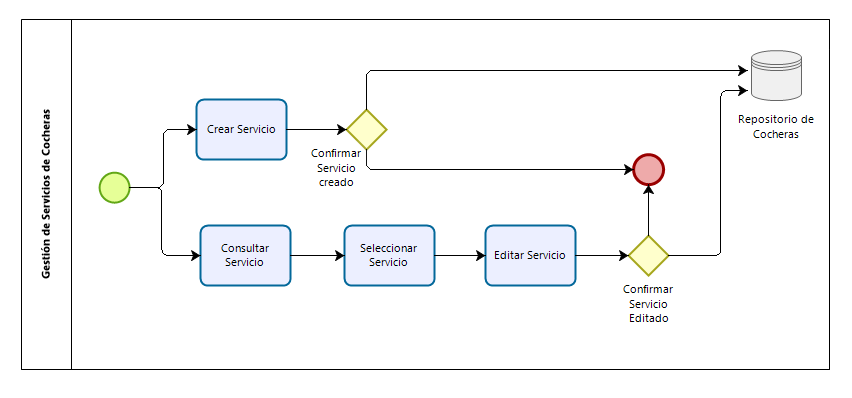 Gestión de Servicios de Cocheras
Crear Servicio
Confirmar
Servicio
creado
Repositorio de
Cocheras
Consultar
Servicio
Seleccionar
Servicio
Editar Servicio
Confirmar
Servicio
Editado